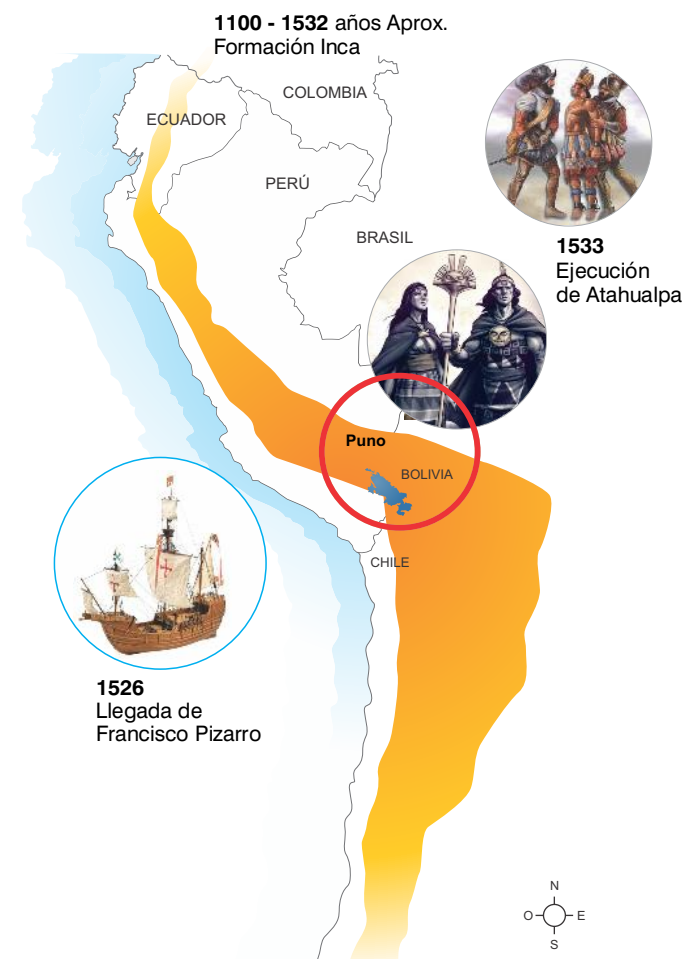 1100 - 1532 años Aprox.
Formación Inca
COLOMBIA
ECUADOR
PERÚ
BRASIL
1533
Ejecución
de Atahualpa
Puno
BOLIVIA
CHILE
1526
Llegada de
Francisco Pizarro
N
O
E
S